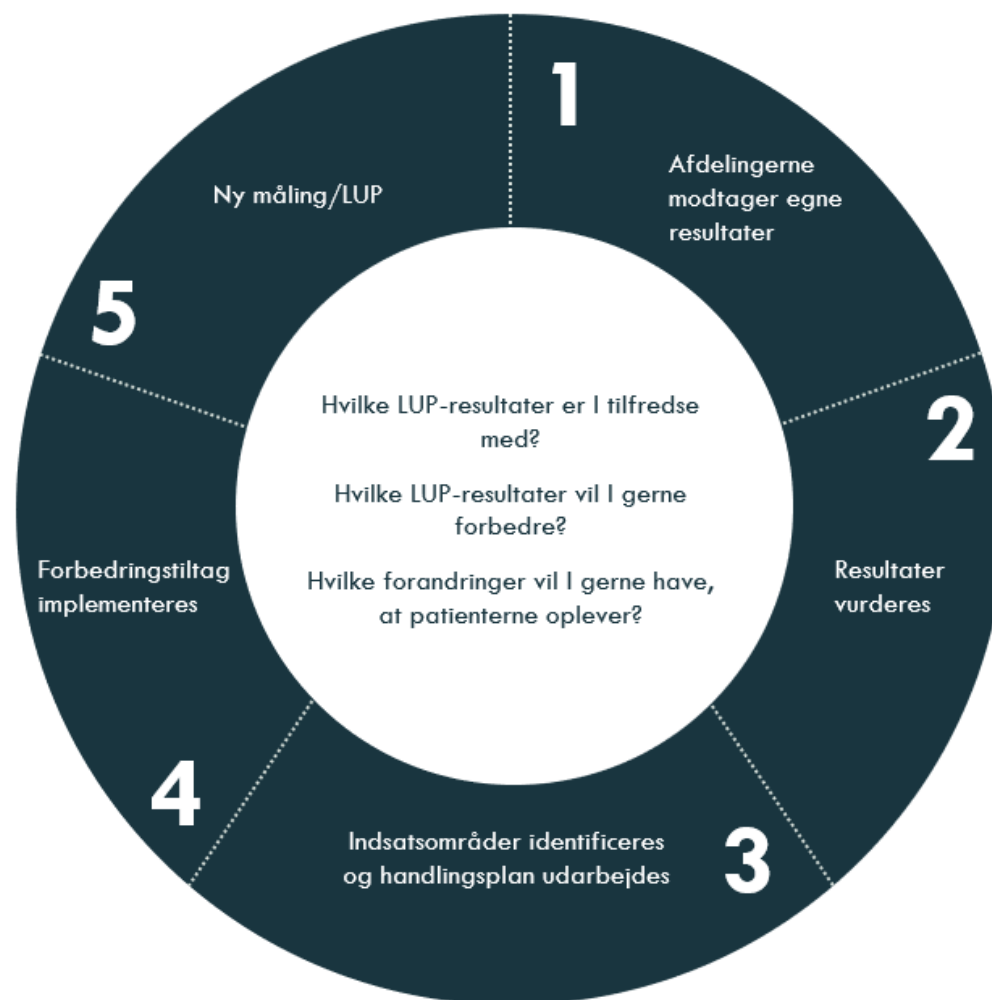 1
Afdelingerne
modtager egne
resultater
2
Resultater
vurderes
3
Indsatsområder identificeres
og handlingsplan udarbejdes
4
Forbedringstiltag
implementeres
5
Ny måling/LUP
Hvilke LUP-resultater er I tilfredse
med?
Hvilke LUP-resultater vil I gerne
forbedre?
Hvilke forandringer vil I gerne have,
at patienterne oplever?